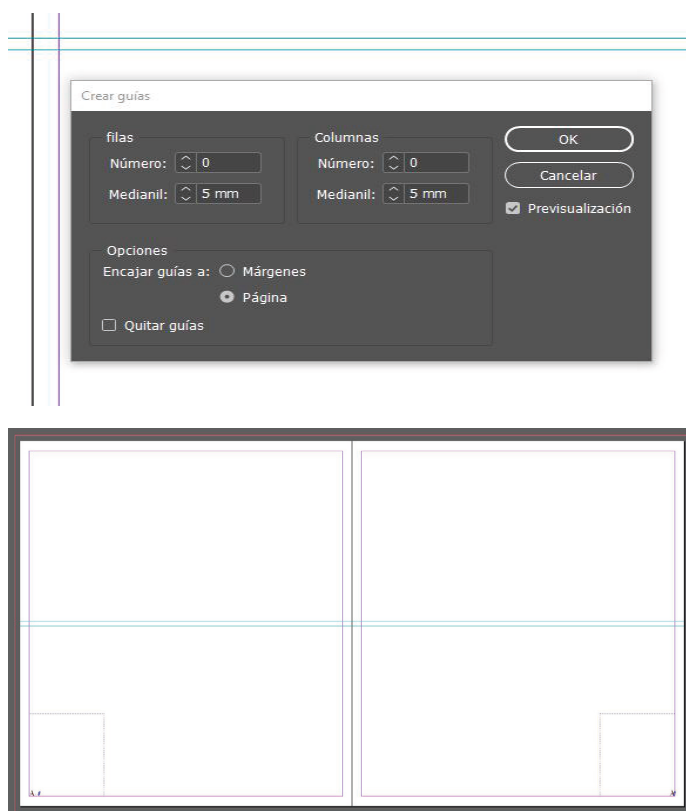 Crear guías
filas
Número: 0
Medianil: 5 mm
Columnas
Número: 0
Medianil: 5 mm
OK
Cancelar
Previsualización
Opciones
Encajar guías a: Márgenes
Página
Quitar guías